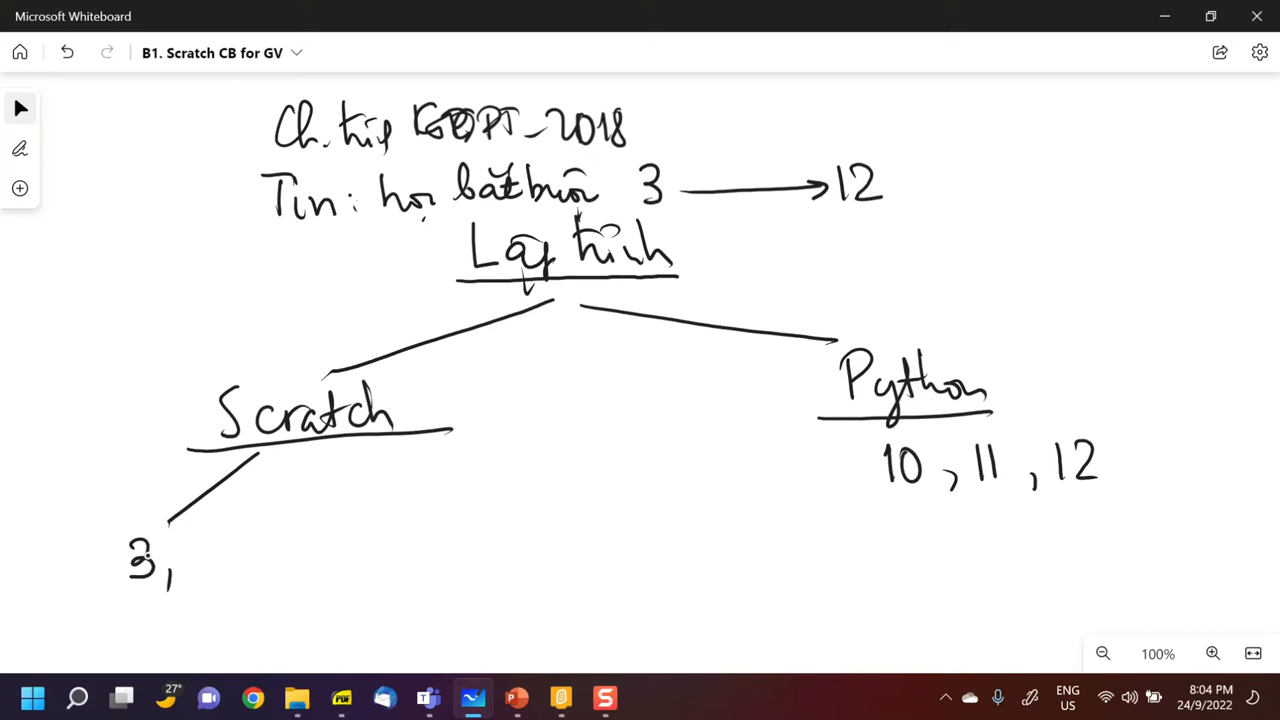 Microsoft Whiteboard
B1. Scratch CB for GV
Ch. trình GDPT - 2018
Tin: học bắt buộc 3 → 12
Lập trình
Scratch
Python
10, 11, 12
3,
100%
27°
ENG
US
8:04 PM
24/9/2022